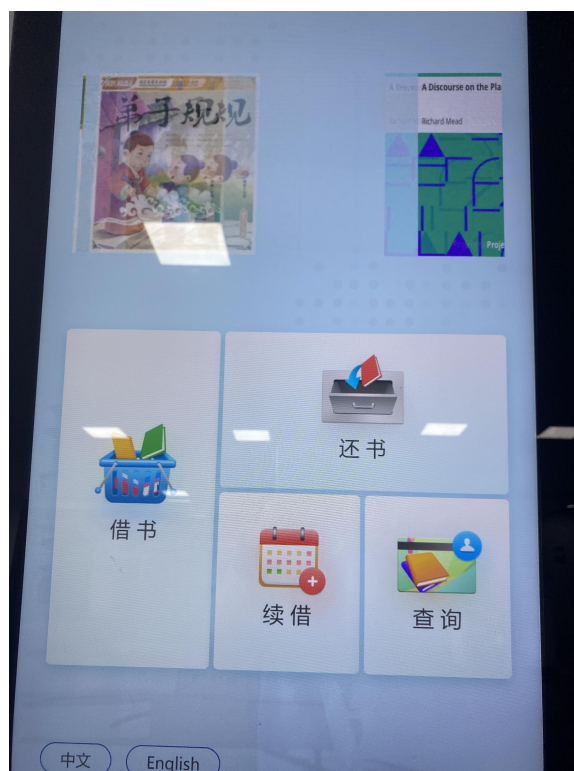 弟子规
A Discourse on the Pla
Richard Mead
Proje
还书
借书
续借
查询
中文
English